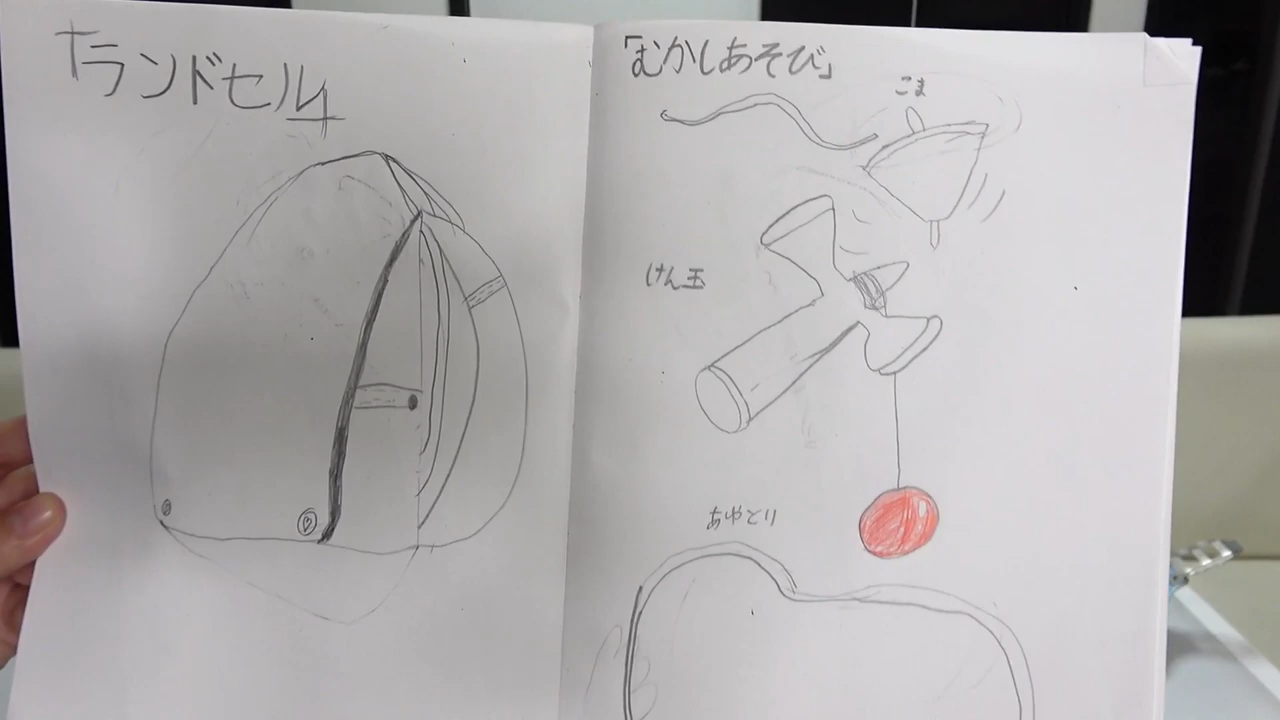 「ランドセル」
「むかしあそび」
こま
けん玉
あやとり